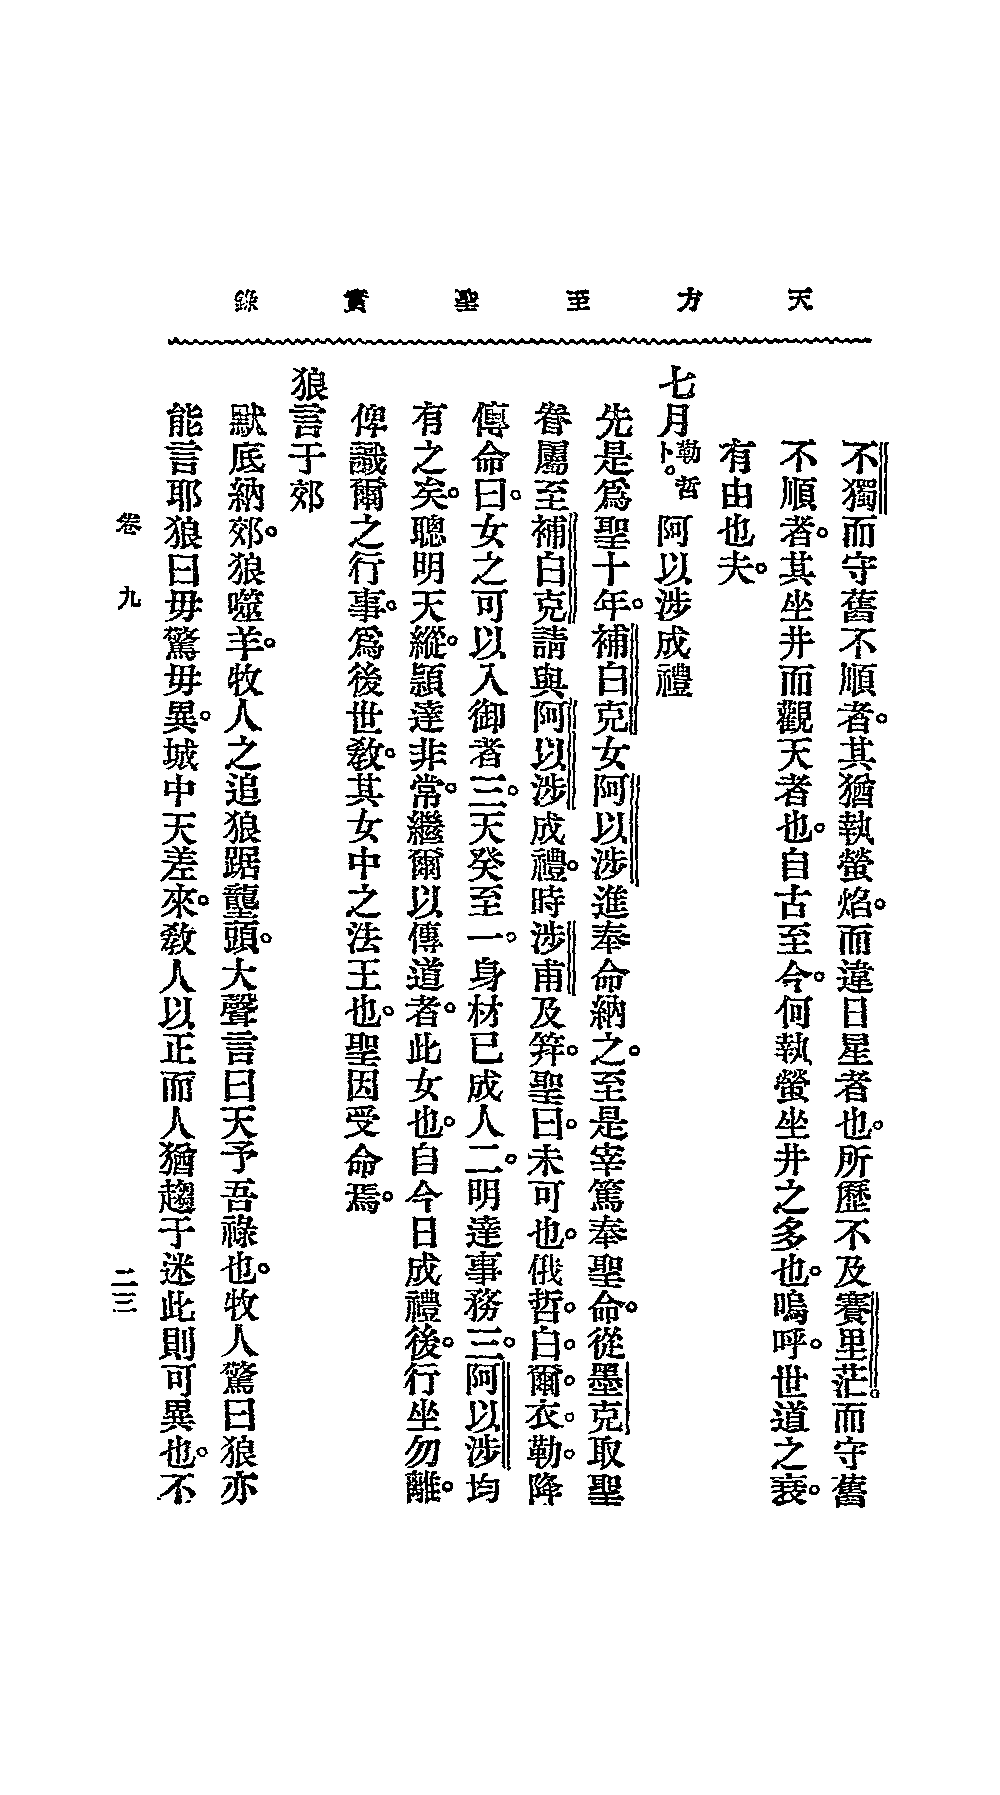 天方至聖實錄
不獨而守舊不順者。其猶執螢焰。而違日星者也。所歷不及賽里茫。而守舊
不順者。其坐井而觀天者也。自古至今。何執螢坐井之多也。嗚呼。世道之衰。
有由也夫。
七月勒哲卜。阿以涉成禮
先是爲聖十年。補白克女阿以涉進奉命納之。至是宰篤奉聖命。從墨克取聖
眷屬至補白克請與阿以涉成禮。時涉甫及笄。聖曰。未可也。俄哲。白。爾。衣。勒。降
傳命曰。女之可以入御者三。天癸至一。身材已成人二。明達事務三。阿以涉均
有之矣。聰明天縱。頴達非常。繼爾以傳道者。此女也。自今日成禮後。行坐勿離。
俾識爾之行事。爲後世敎。其女中之法王也。聖因受命焉。
狼言于郊
默底納郊。狼噬羊。牧人之追狼踞壟頭。大聲言曰天予吾祿也。牧人驚曰狼亦
能言耶狼曰毋驚毋異。城中天差來。敎人以正而人猶趨于迷此則可異也。不
卷九
二三